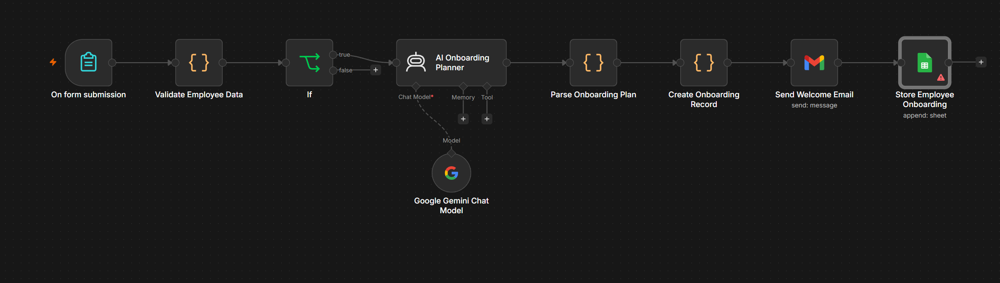 On form submission
Validate Employee Data
If
true
false
AI Onboarding
Planner
Chat Model*
Memory
Tool
Model
Google Gemini Chat
Model
Parse Onboarding Plan
Create Onboarding
Record
Send Welcome Email
send: message
Store Employee
Onboarding
append: sheet